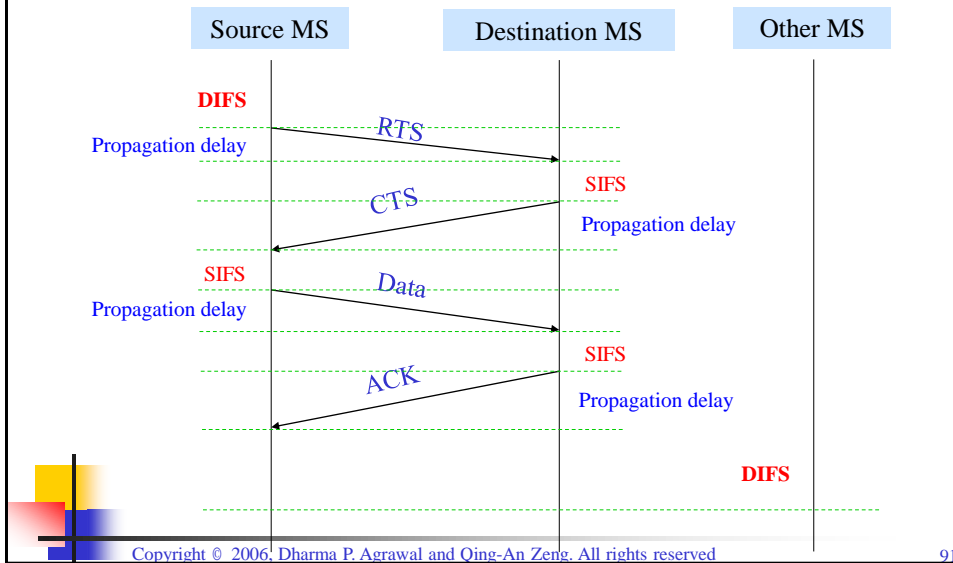 Source MS
Destination MS
Other MS
DIFS
RTS
Propagation delay
SIFS
CTS
Propagation delay
SIFS
Data
Propagation delay
SIFS
ACK
Propagation delay
DIFS
Copyright © 2006, Dharma P. Agrawal and Qing-An Zeng. All rights reserved
91